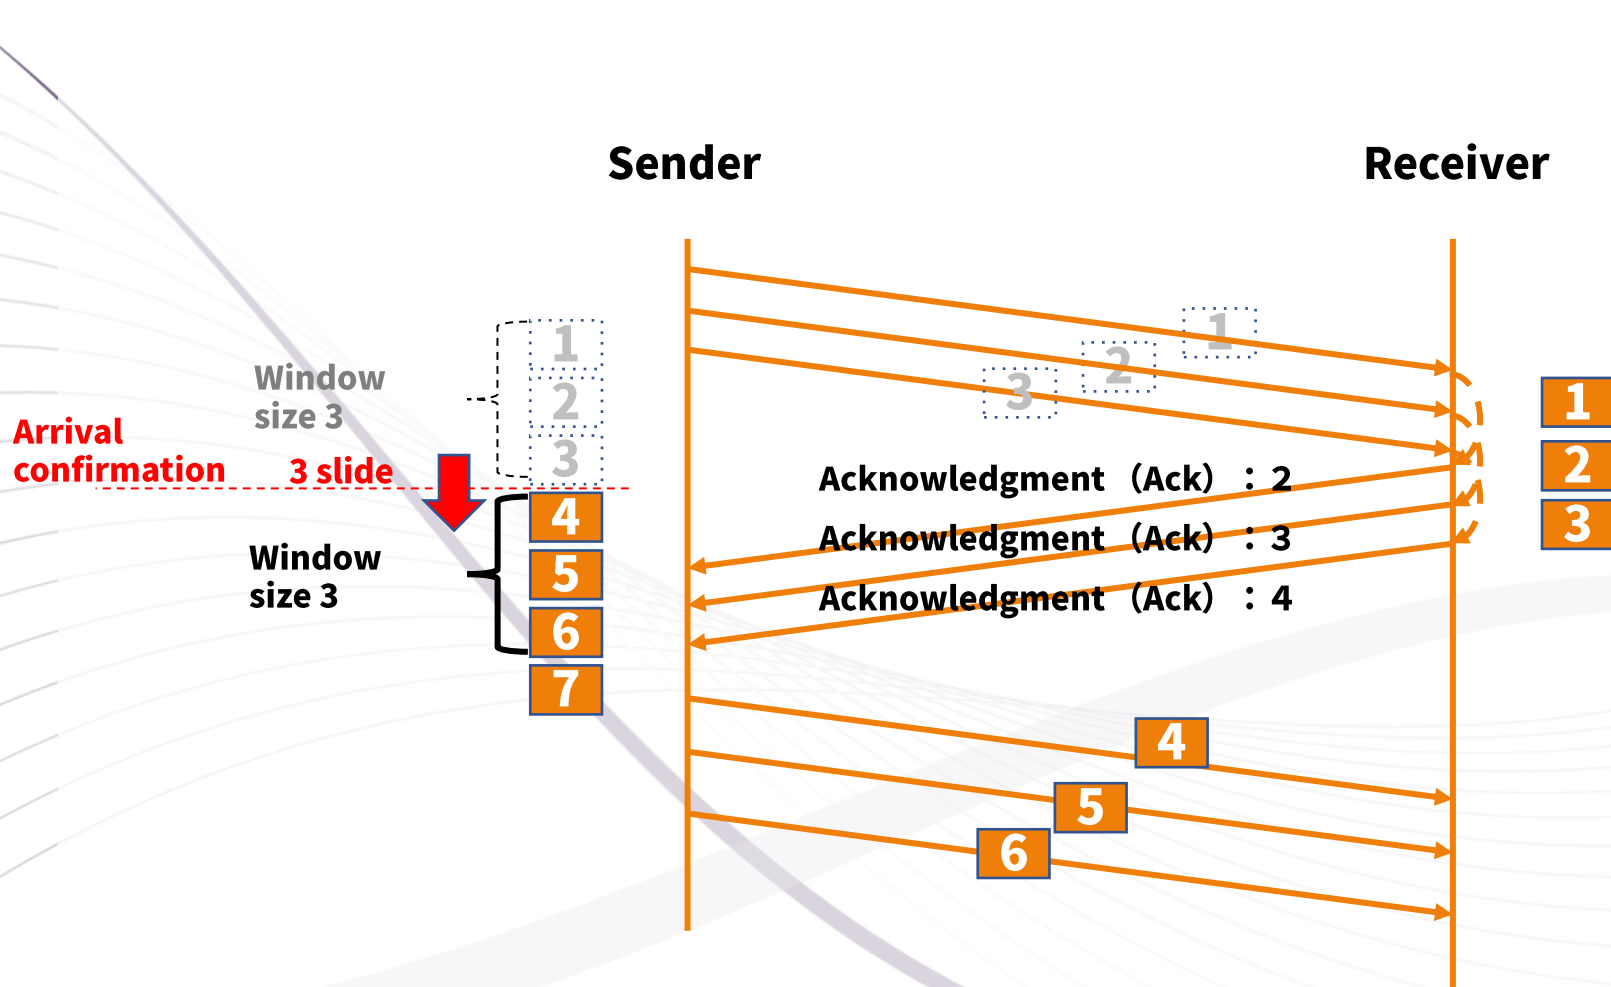 Sender
Receiver
1
2
3
1
2
3
Window
size 3
Arrival
confirmation
3 slide
1
2
3
Acknowledgment（Ack）：2
Acknowledgment（Ack）：3
Acknowledgment（Ack）：4
Window
size 3
4
5
6
7
4
5
6